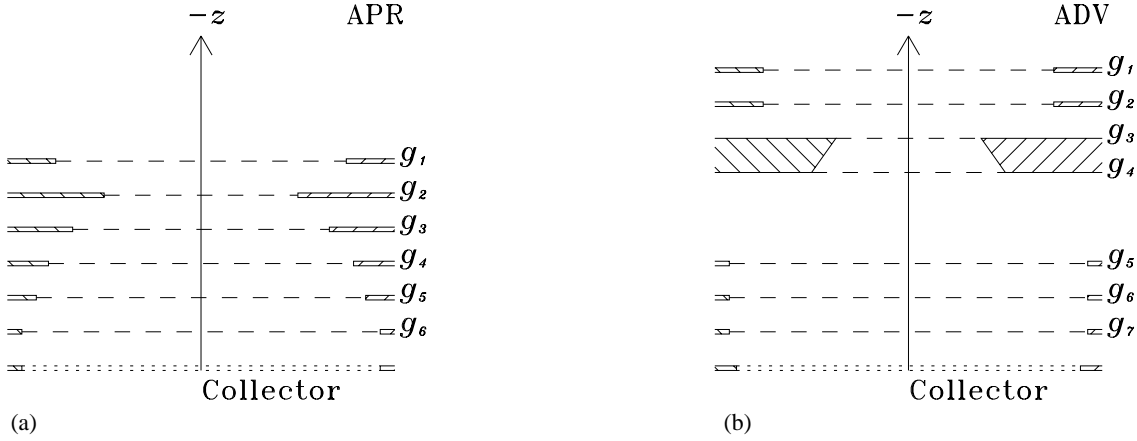 −z APR
g₁
g₂
g₃
g₄
g₅
g₆
Collector
(a)
−z ADV
g₁
g₂
g₃
g₄
g₅
g₆
g₇
Collector
(b)